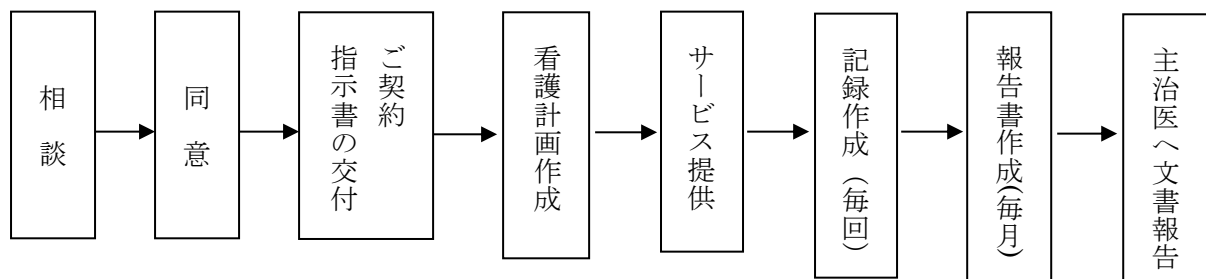 相談
同意
ご契約
指示書の交付
看護計画作成
サービス提供
記録作成（毎回）
報告書作成(毎月)
主治医へ文書報告